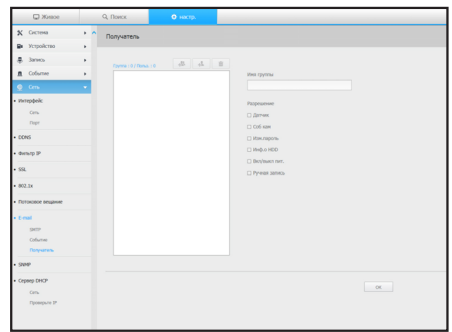 Живое
Поиск
настр.
Система
Устройство
Запись
Событие
Сеть
Интерфейс
Сеть
Порт
DDNS
Фильтр IP
SSL
802.1x
Потоковое вещание
E-mail
SMTP
Событие
Получатель
SNMP
Сервер DHCP
Сеть
Проверьте IP
Получатель
Имя группы
Разрешение
Датчик
Соб кам
Изм.пароль
Инф.о HDD
Вкл/выкл пит.
Ручная запись
OK